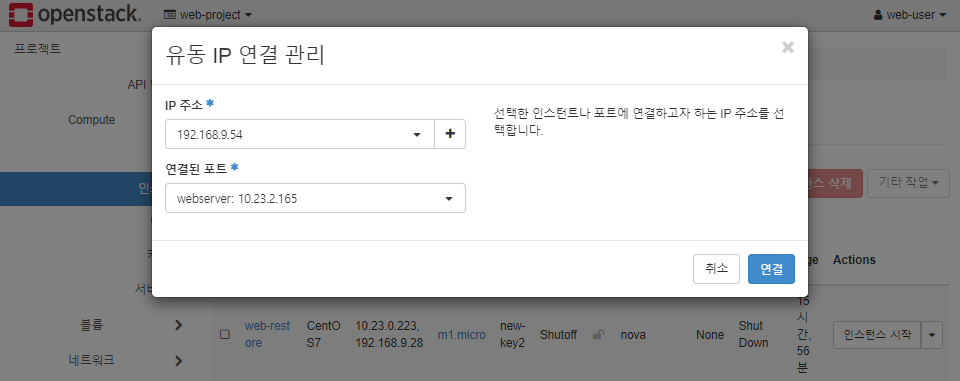 openstack. web-project web-user
프로젝트
유동 IP 연결 관리
×
API
Compute
IP 주소 *
192.168.9.54
+
선택한 인스턴트나 포트에 연결하고자 하는 IP 주소를 선
택합니다.
연결된 포트 *
webserver: 10.23.2.165
스 삭제
기타 작업
취소
연결
Actions
볼륨
네트워크
web-rest
ore
CentO
S7
10.23.0.223,
192.168.9.28
m1.micro
new-
key2
Shutoff
nova
None
Shut
Down
15
시
간,
56
분
인스턴스 시작